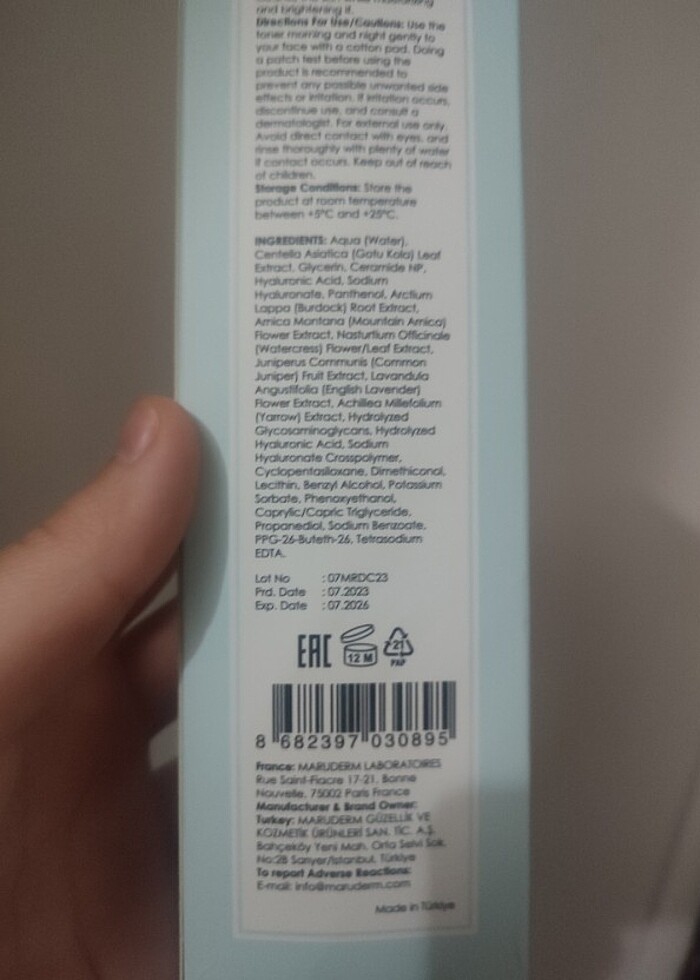 and brightening it.
Directions For Use/Cautions: Use the
toner morning and night gently to
your face with a cotton pad. Doing
a patch test before using the
product is recommended to
prevent any possible unwanted side
effects or irritation. If irritation occurs,
discontinue use, and consult a
dermatologist. For external use only.
Avoid direct contact with eyes, and
rinse thoroughly with plenty of water
if contact occurs. Keep out of reach
of children.
Storage Conditions: Store the
product at room temperature
between +5°C and +25°C.
INGREDIENTS: Aqua (Water),
Centella Asiatica (Gotu Kola) Leaf
Extract, Glycerin, Ceramide NP,
Hyaluronic Acid, Sodium
Hyaluronate, Panthenol, Arctium
Lappa (Burdock) Root Extract,
Arnica Montana (Mountain Arnica)
Flower Extract, Nasturtium Officinale
(Watercress) Flower/Leaf Extract,
Juniperus Communis (Common
Juniper) Fruit Extract, Lavandula
Angustifolia (English Lavender)
Flower Extract, Achillea Millefolium
(Yarrow) Extract, Hydrolyzed
Glycosaminoglycans, Hydrolyzed
Hyaluronic Acid, Sodium
Hyaluronate Crosspolymer,
Cyclopentasiloxane, Dimethiconol,
Lecithin, Benzyl Alcohol, Potassium
Sorbate, Phenoxyethanol,
Caprylic/Capric Triglyceride,
Propanediol, Sodium Benzoate,
PPG-26-Buteth-26, Tetrasodium
EDTA.
Lot No : 07MRDC23
Prd. Date : 07.2023
Exp. Date : 07.2026
EAC 12 M 21 PAP
8 682397 030895
France: MARUDERM LABORATOIRES
Rue Saint-Fiacre 17-21, Bonne
Nouvelle, 75002 Paris France
Manufacturer & Brand Owner:
Turkey: MARUDERM GÜZELLİK VE
KOZMETİK ÜRÜNLERİ SAN. TİC. A.Ş.
Bahçeköy Yeni Mah. Orta Selvi Sok.
No:2B Sarıyer/İstanbul, Türkiye
To report Adverse Reactions:
E-mail: info@maruderm.com
Made in Türkiye